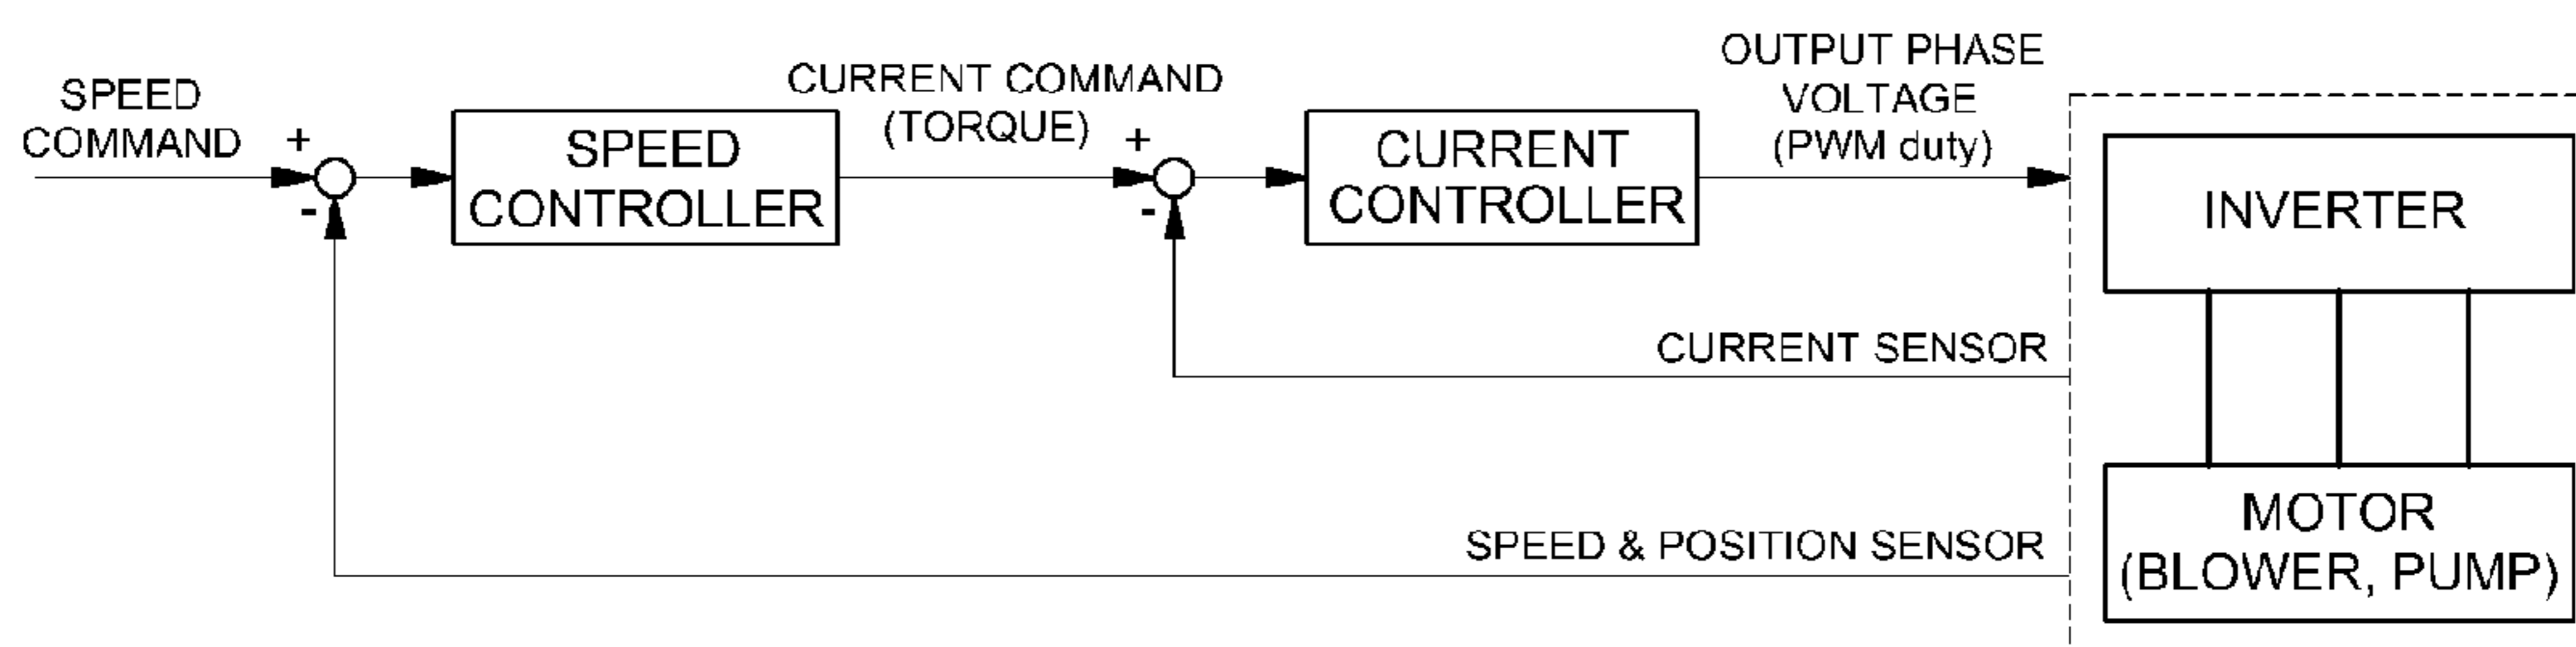 SPEED
COMMAND
+
-
SPEED
CONTROLLER
CURRENT COMMAND
(TORQUE)
+
-
CURRENT
CONTROLLER
OUTPUT PHASE
VOLTAGE
(PWM duty)
INVERTER
CURRENT SENSOR
SPEED & POSITION SENSOR
MOTOR
(BLOWER, PUMP)